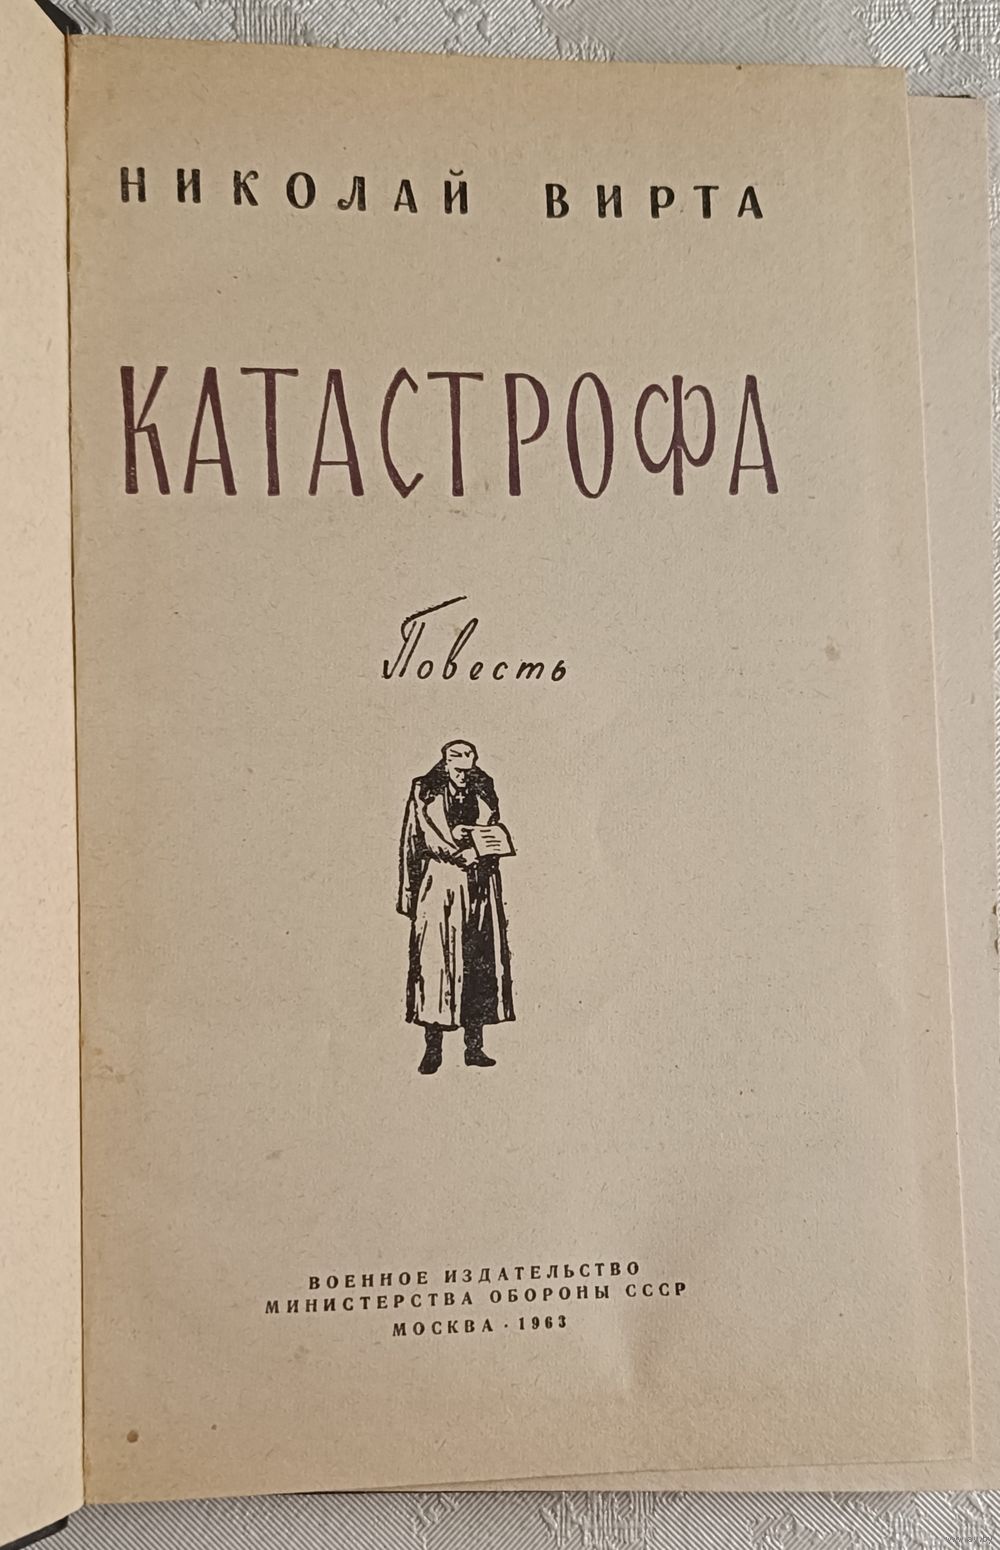 НИКОЛАЙ ВИРТА
КАТАСТРОФА
Повесть
ВОЕННОЕ ИЗДАТЕЛЬСТВО
МИНИСТЕРСТВА ОБОРОНЫ СССР
МОСКВА · 1963